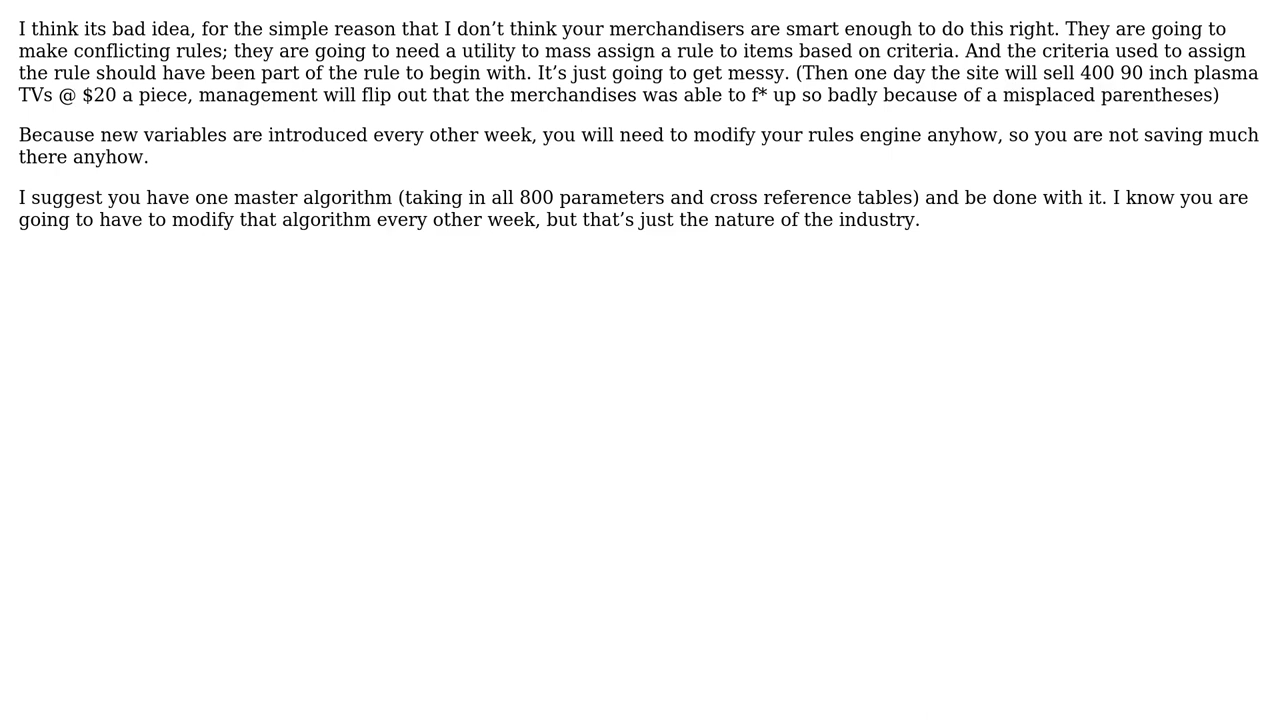 I think its bad idea, for the simple reason that I don’t think your merchandisers are smart enough to do this right. They are going to
make conflicting rules; they are going to need a utility to mass assign a rule to items based on criteria. And the criteria used to assign
the rule should have been part of the rule to begin with. It’s just going to get messy. (Then one day the site will sell 400 90 inch plasma
TVs @ $20 a piece, management will flip out that the merchandises was able to f* up so badly because of a misplaced parentheses)
Because new variables are introduced every other week, you will need to modify your rules engine anyhow, so you are not saving much
there anyhow.
I suggest you have one master algorithm (taking in all 800 parameters and cross reference tables) and be done with it. I know you are
going to have to modify that algorithm every other week, but that’s just the nature of the industry.